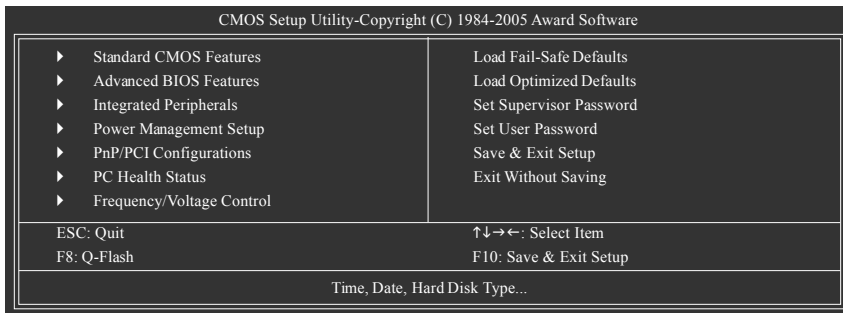 CMOS Setup Utility-Copyright (C) 1984-2005 Award Software
Standard CMOS Features
Advanced BIOS Features
Integrated Peripherals
Power Management Setup
PnP/PCI Configurations
PC Health Status
Frequency/Voltage Control
Load Fail-Safe Defaults
Load Optimized Defaults
Set Supervisor Password
Set User Password
Save & Exit Setup
Exit Without Saving
ESC: Quit
↑↓→←: Select Item
F8: Q-Flash
F10: Save & Exit Setup
Time, Date, Hard Disk Type...